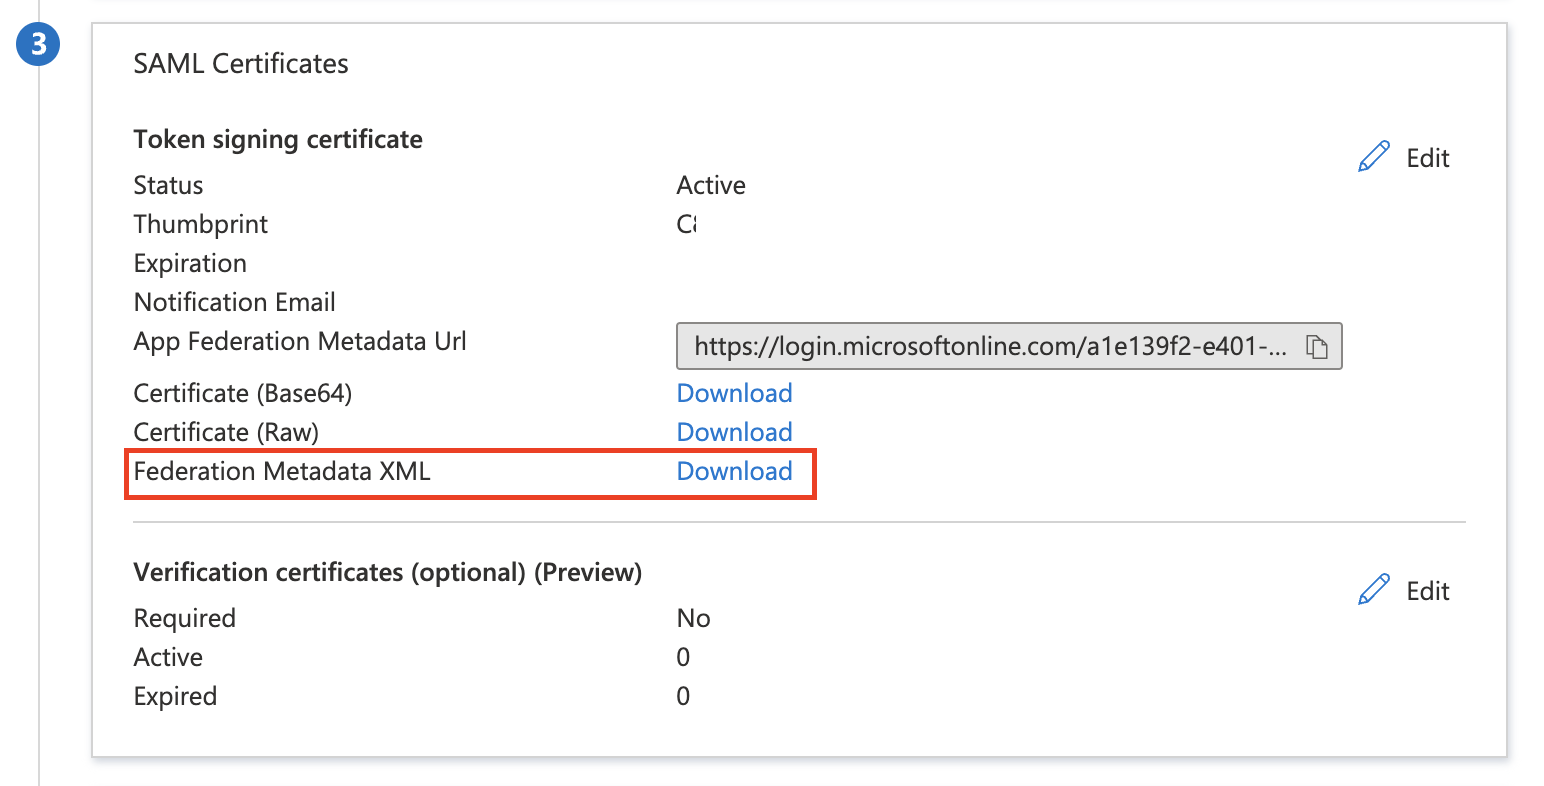 3
SAML Certificates
Token signing certificate
Edit
Status Active
Thumbprint
Expiration
Notification Email
App Federation Metadata Url https://login.microsoftonline.com/a1e139f2-e401-...
Certificate (Base64) Download
Certificate (Raw) Download
Federation Metadata XML Download
Verification certificates (optional) (Preview)
Edit
Required No
Active 0
Expired 0